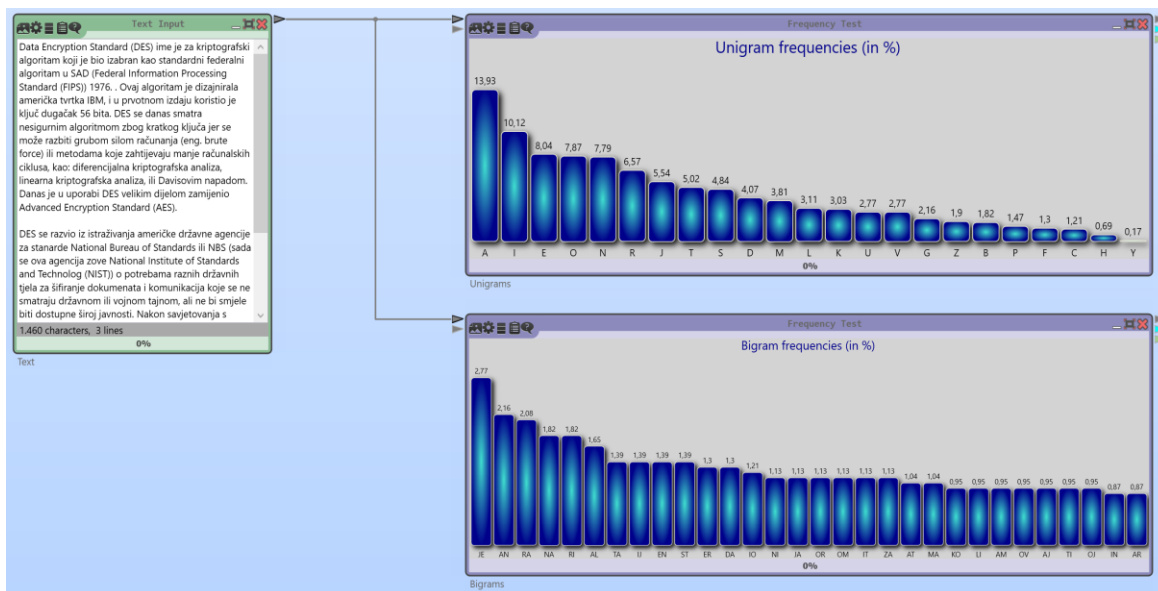 Text Input
Data Encryption Standard (DES) ime je za kriptografski
algoritam koji je bio izabran kao standardni federalni
algoritam u SAD (Federal Information Processing
Standard (FIPS)) 1976. . Ovaj algoritam je dizajnirala
američka tvrtka IBM, i u prvotnom izdaju koristio je
ključ dugačak 56 bita. DES se danas smatra
nesigurnim algoritmom zbog kratkog ključa jer se
može razbiti grubom silom računanja (eng. brute
force) ili metodama koje zahtijevaju manje računalskih
ciklusa, kao: diferencijalna kriptografska analiza,
linearna kriptografska analiza, ili Davisovim napadom.
Danas je u uporabi DES velikim dijelom zamijenio
Advanced Encryption Standard (AES).
DES se razvio iz istraživanja američke državne agencije
za stanarde National Bureau of Standards ili NBS (sada
se ova agencija zove National Institute of Standards
and Technolog (NIST)) o potrebama raznih državnih
tjela za šifiranje dokumenata i komunikacija koje se ne
smatraju državnom ili vojnom tajnom, ali ne bi smjele
biti dostupne široj javnosti. Nakon savjetovanja s
1.460 characters, 3 lines
0%
Text
Frequency Test
Unigram frequencies (in %)
13,93 10,12 8,04 7,87 7,79 6,57 5,54 5,02 4,84 4,07 3,81 3,11 3,03 2,77 2,77 2,16 1,9 1,82 1,47 1,3 1,21 0,69 0,17
A I E O N R J T S D M L K U V G Z B P F C H Y
0%
Unigrams
Frequency Test
Bigram frequencies (in %)
2,77 2,16 2,08 1,82 1,82 1,65 1,39 1,39 1,39 1,39 1,3 1,3 1,21 1,13 1,13 1,13 1,13 1,13 1,13 1,04 1,04 0,95 0,95 0,95 0,95 0,95 0,95 0,95 0,87 0,87
JE AN RA NA RI AL TA IJ EN ST ER DA IO NI JA OR OM IT ZA AT MA KO LI AM OV AJ TI OJ IN AR
0%
Bigrams